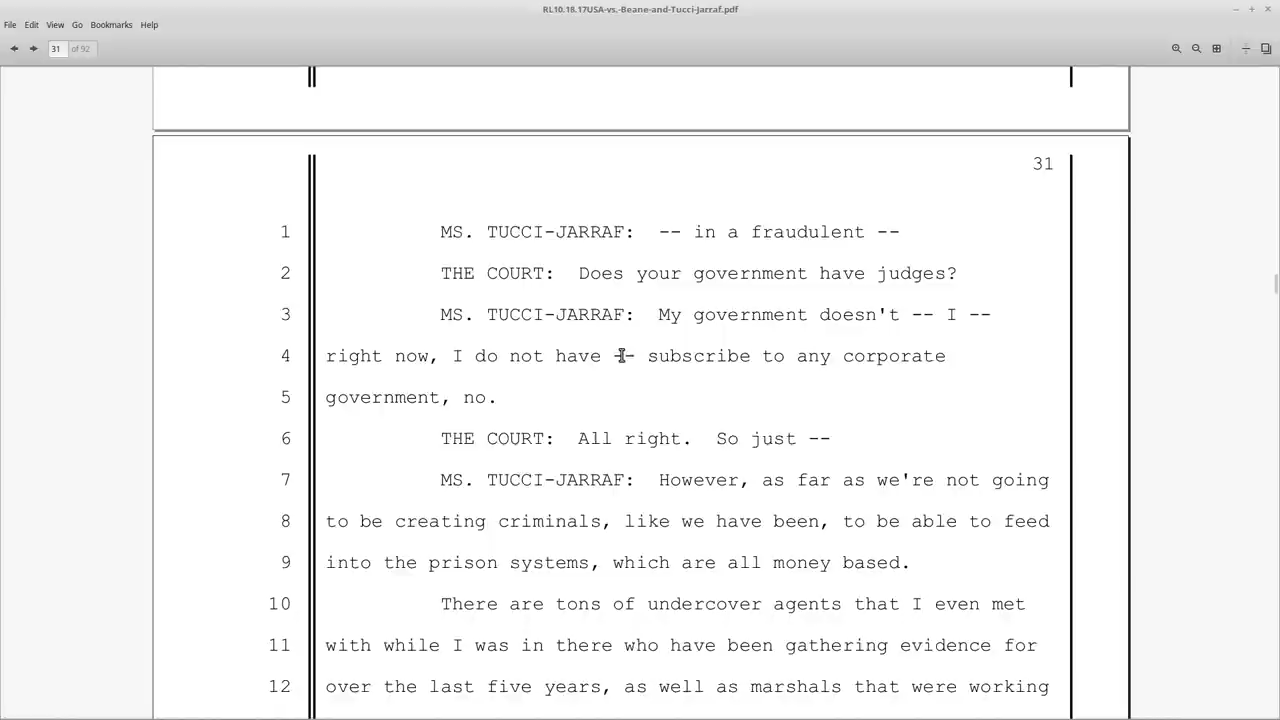 RL10.18.17USA-vs.-Beane-and-Tucci-Jarraf.pdf
File Edit View Go Bookmarks Help
31 of 92
31
1 MS. TUCCI-JARRAF: -- in a fraudulent --
2 THE COURT: Does your government have judges?
3 MS. TUCCI-JARRAF: My government doesn't -- I --
4 right now, I do not have -- subscribe to any corporate
5 government, no.
6 THE COURT: All right. So just --
7 MS. TUCCI-JARRAF: However, as far as we're not going
8 to be creating criminals, like we have been, to be able to feed
9 into the prison systems, which are all money based.
10 There are tons of undercover agents that I even met
11 with while I was in there who have been gathering evidence for
12 over the last five years, as well as marshals that were working